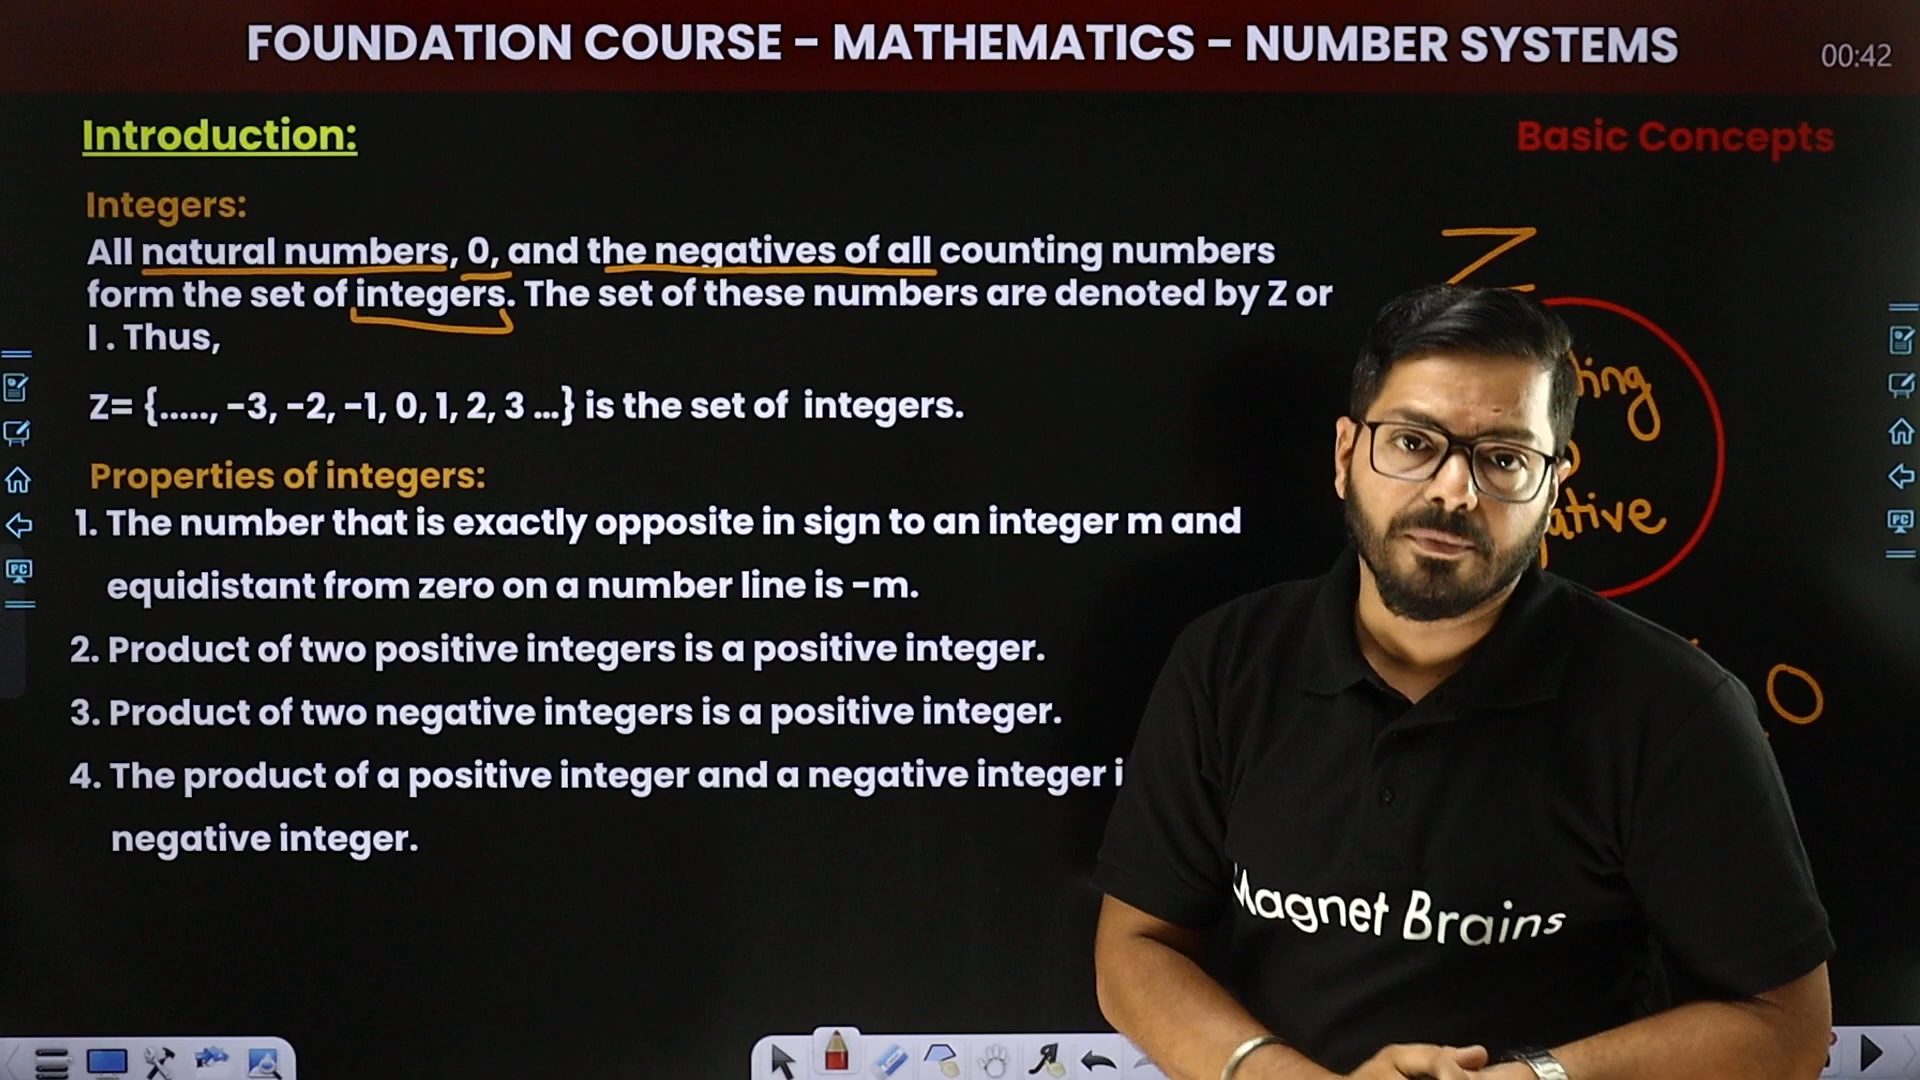 FOUNDATION COURSE - MATHEMATICS - NUMBER SYSTEMS
00:42
Introduction:
Basic Concepts
Integers:
All natural numbers, 0, and the negatives of all counting numbers
form the set of integers. The set of these numbers are denoted by Z or
I . Thus,
Z= {....., -3, -2, -1, 0, 1, 2, 3 ...} is the set of integers.
Properties of integers:
1. The number that is exactly opposite in sign to an integer m and
equidistant from zero on a number line is -m.
2. Product of two positive integers is a positive integer.
3. Product of two negative integers is a positive integer.
4. The product of a positive integer and a negative integer i
negative integer.
Z
ting
ative
0
Magnet Brains
PC
PC